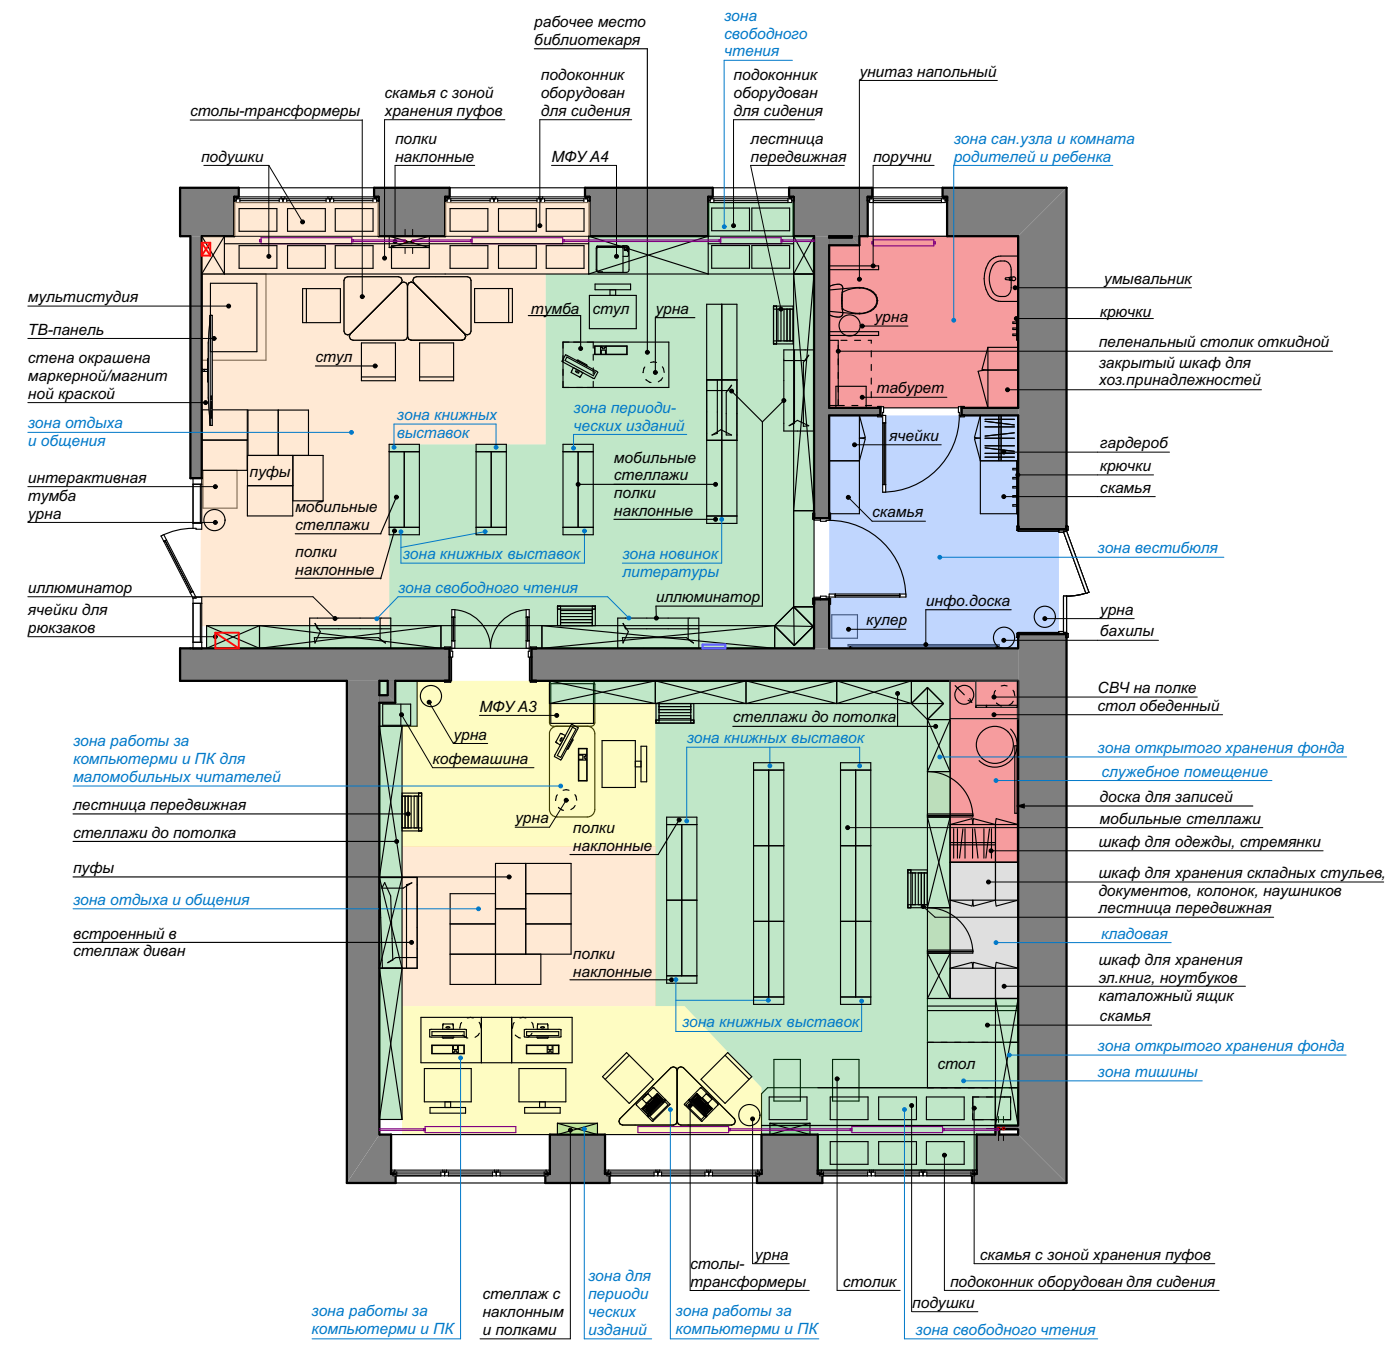 рабочее место
библиотекаря
зона
свободного
чтения
столы-трансформеры
скамья с зоной
хранения пуфов
подоконник
оборудован
для сидения
подоконник
оборудован
для сидения
унитаз напольный
подушки
полки
наклонные
МФУ А4
лестница
передвижная
поручни
зона сан.узла и комната
родителей и ребенка
мультистудия
ТВ-панель
стена окрашена
маркерной/магнит
ной краской
зона отдыха
и общения
интерактивная
тумба
урна
иллюминатор
ячейки для
рюкзаков
стул
тумба
стул
урна
зона книжных
выставок
зона периоди-
ческих изданий
пуфы
мобильные
стеллажи
полки
наклонные
мобильные
стеллажи
полки
наклонные
зона книжных выставок
зона новинок
литературы
зона свободного чтения
иллюминатор
урна
табурет
ячейки
скамья
инфо.доска
кулер
умывальник
крючки
пеленальный столик откидной
закрытый шкаф для
хоз.принадлежностей
гардероб
крючки
скамья
зона вестибюля
урна
бахилы
МФУ А3
урна
кофемашина
урна
стеллажи до потолка
зона книжных выставок
полки
наклонные
полки
наклонные
зона книжных выставок
стол
зона работы за
компьютерми и ПК для
маломобильных читателей
лестница передвижная
стеллажи до потолка
пуфы
зона отдыха и общения
встроенный в
стеллаж диван
СВЧ на полке
стол обеденный
зона открытого хранения фонда
служебное помещение
доска для записей
мобильные стеллажи
шкаф для одежды, стремянки
шкаф для хранения складных стульев,
документов, колонок, наушников
лестница передвижная
кладовая
шкаф для хранения
эл.книг, ноутбуков
каталожный ящик
скамья
зона открытого хранения фонда
зона тишины
зона работы за
компьютерми и ПК
стеллаж с
наклонным
и полками
зона для
периоди
ческих
изданий
зона работы за
компьютерми и ПК
столы-
трансформеры
урна
столик
скамья с зоной хранения пуфов
подоконник оборудован для сидения
подушки
зона свободного чтения